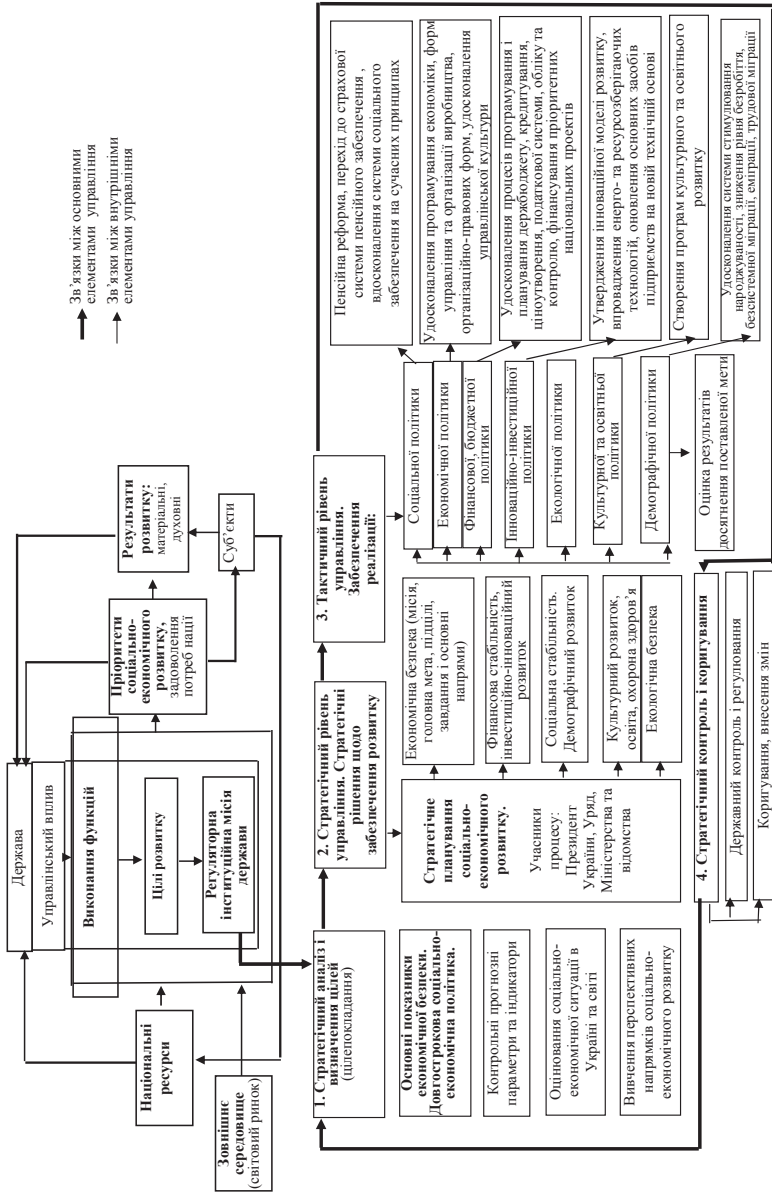 Зв’язки між основними
елементами управління
Зв’язки між внутрішніми
елементами управління
Держава
Управлінський вплив
Виконання функцій
Цілі розвитку
Регуляторна
інституційна місія
держави
Національні
ресурси
Зовнішнє
середовище
(світовий ринок)
Пріоритети
соціально-
економічного
розвитку,
задоволення
потреб нації
Результати
розвитку:
матеріальні,
духовні
Суб’єкти
1. Стратегічний аналіз і
визначення цілей
(цілепокладання)
Основні показники
економічної безпеки.
Довгострокова соціально-
економічна політика.
Контрольні прогнозні
параметри та індикатори
Оцінювання соціально-
економічної ситуації в
Україні та світі
Вивчення перспективних
напрямків соціально-
економічного розвитку
2. Стратегічний рівень
управління. Стратегічні
рішення щодо
забезпечення розвитку
Стратегічне
планування
соціально-
економічного
розвитку.
Учасники
процесу:
Президент
України, Уряд,
Міністерства та
відомства
Економічна безпека (місія,
головна мета, підцілі,
завдання і основні
напрями)
Фінансова стабільність,
інвестиційно-інноваційний
розвиток
Соціальна стабільність.
Демографічний розвиток
Культурний розвиток,
освіта, охорона здоров’я
Екологічна безпека
3. Тактичний рівень
управління.
Забезпечення
реалізації:
Соціальної політики
Економічної політики
Фінансової, бюджетної
політики
Інноваційно-інвестиційної
політики
Екологічної політики
Культурної та освітньої
політики
Демографічної політики
Оцінка результатів
досягнення поставленої мети
Пенсійна реформа, перехід до страхової
системи пенсійного забезпечення ,
вдосконалення системи соціального
забезпечення на сучасних принципах
Удосконалення програмування економіки, форм
управління та організації виробництва,
організаційно-правових форм, удосконалення
управлінської культури
Удосконалення процесів програмування і
планування держбюджету, кредитування,
ціноутворення, податкової системи, обліку та
контролю, фінансування пріоритетних
національних проектів
Утвердження інноваційної моделі розвитку,
впровадження енерго- та ресурсозберігаючих
технологій, оновлення основних засобів
підприємств на новій технічній основі
Створення програм культурного та освітнього
розвитку
Удосконалення системи стимулювання
народжуваності, зниження рівня безробіття,
безсистемної міграції, еміграції, трудової міграції
4. Стратегічний контроль і коригування
Державний контроль і регулювання
Коригування, внесення змін